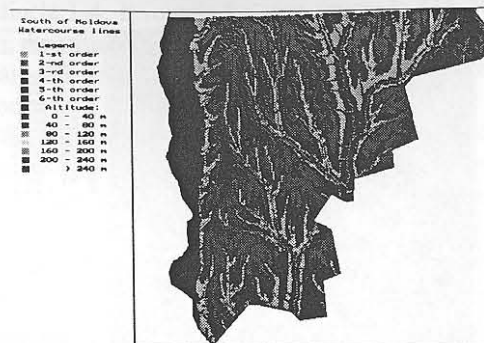 South of Moldova
Watercourse lines
Legend
1-st order
2-nd order
3-rd order
4-th order
5-th order
6-th order
Altitude:
0 - 40 m
40 - 80 m
80 - 120 m
120 - 160 m
160 - 200 m
200 - 240 m
> 240 m